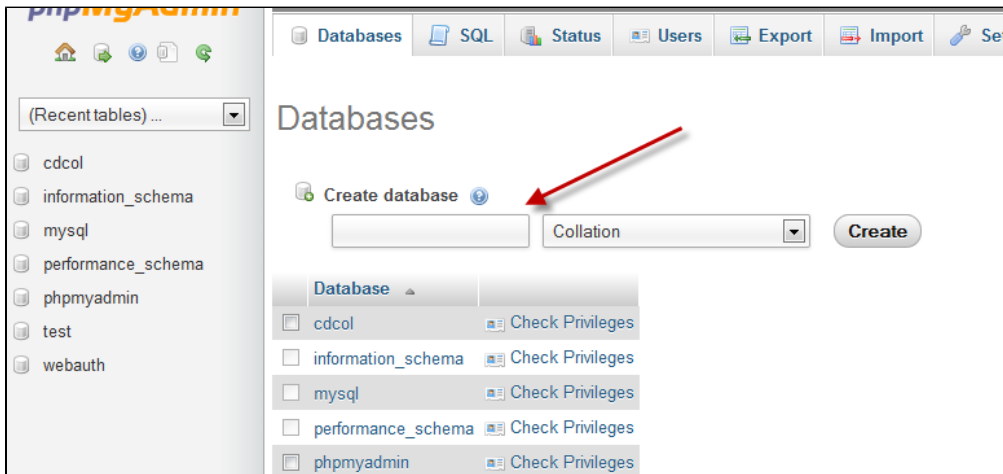 phpMyAdmin
(Recent tables) ...
cdcol
information_schema
mysql
performance_schema
phpmyadmin
test
webauth
Databases SQL Status Users Export Import
Databases
Create database
Collation Create
Database
cdcol Check Privileges
information_schema Check Privileges
mysql Check Privileges
performance_schema Check Privileges
phpmyadmin Check Privileges